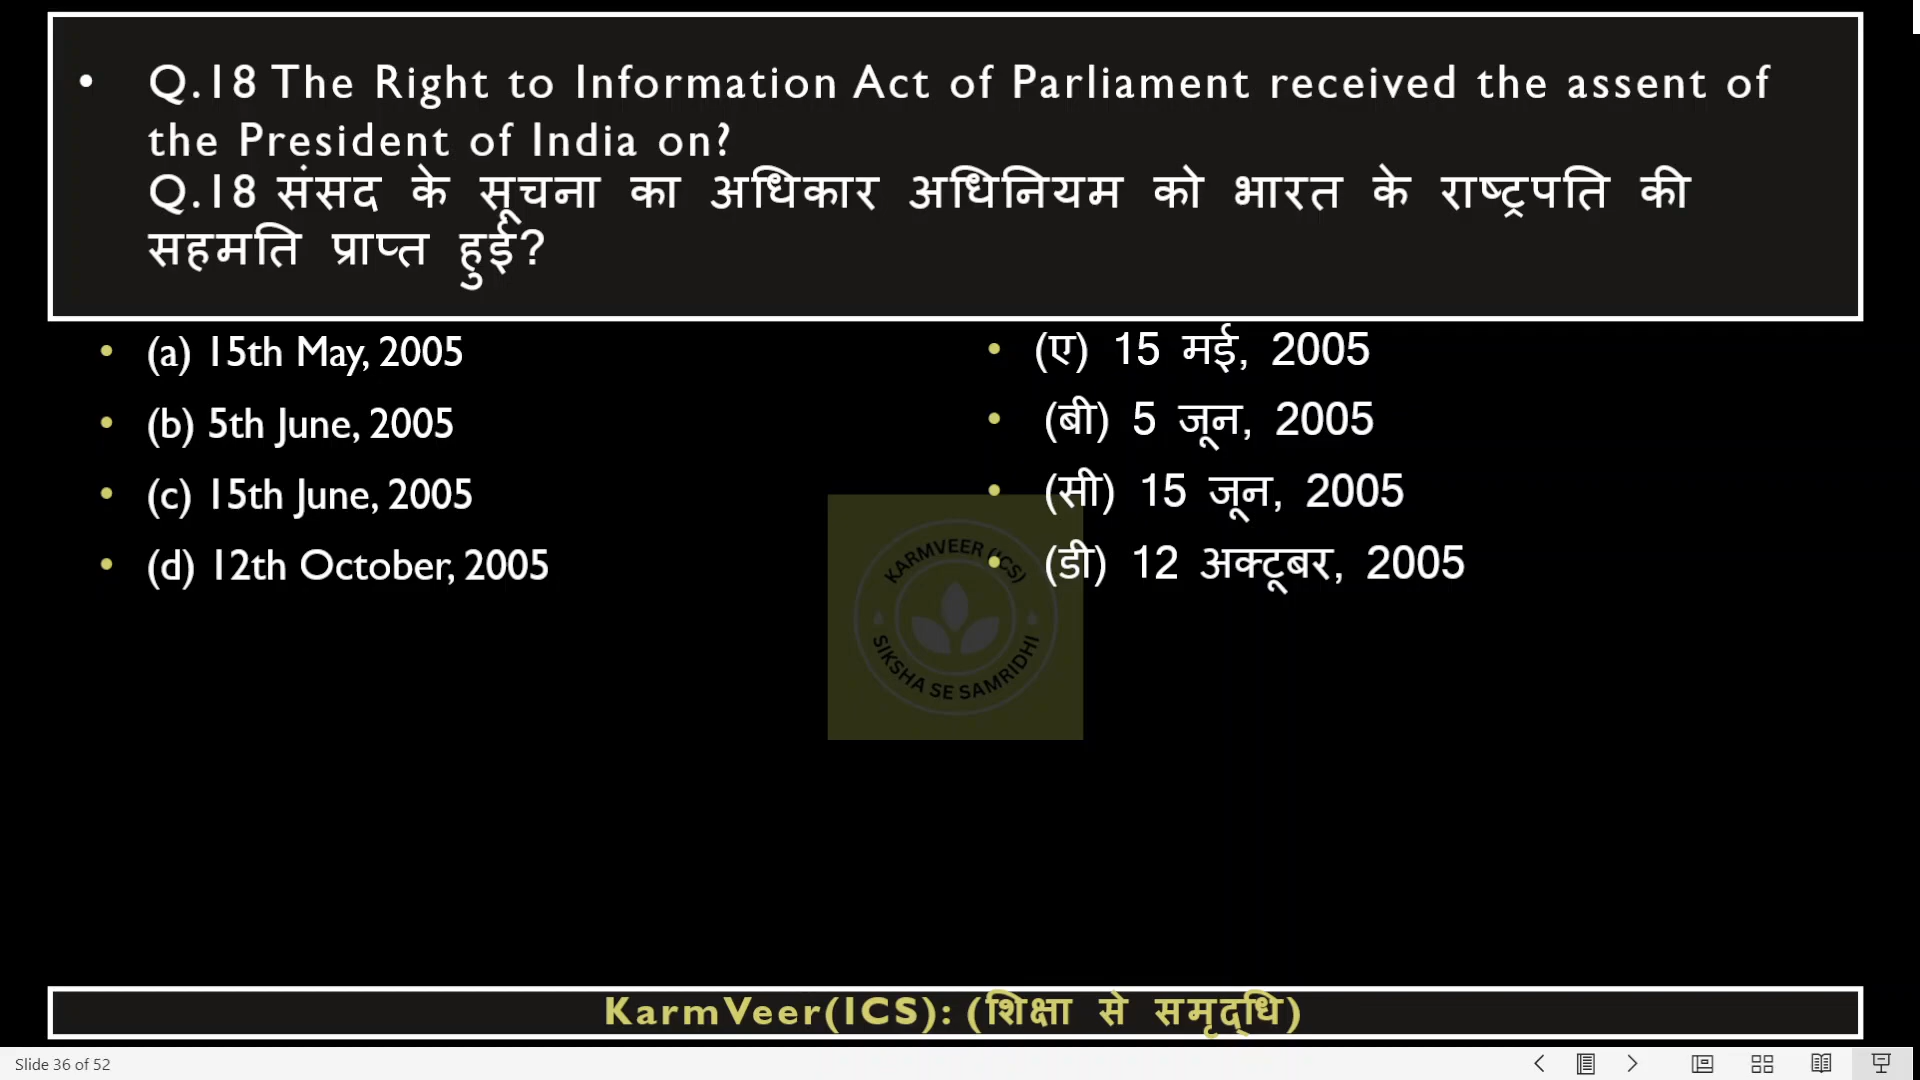 • Q.18 The Right to Information Act of Parliament received the assent of
the President of India on?
Q.18 संसद के सूचना का अधिकार अधिनियम को भारत के राष्ट्रपति की
सहमति प्राप्त हुई?
• (a) 15th May, 2005
• (b) 5th June, 2005
• (c) 15th June, 2005
• (d) 12th October, 2005
• (ए) 15 मई, 2005
• (बी) 5 जून, 2005
• (सी) 15 जून, 2005
• (डी) 12 अक्टूबर, 2005
KARMVEER (ICS)
SIKSHA SE SAMRIDHI
KarmVeer(ICS): (शिक्षा से समृद्धि)
Slide 36 of 52